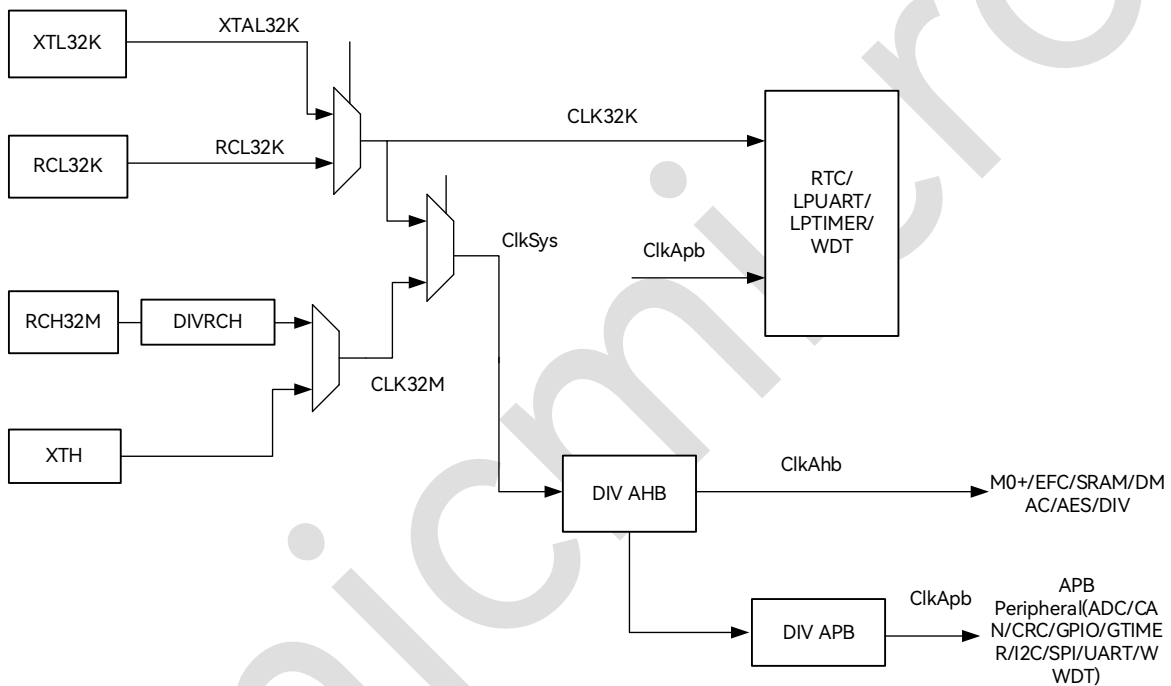 XTL32K
XTAL32K
RCL32K
RCL32K
CLK32K
RTC/
LPUART/
LPTIMER/
WDT
ClkSys
ClkApb
RCH32M
DIVRCH
CLK32M
XTH
DIV AHB
ClkAhb
M0+/EFC/SRAM/DM
AC/AES/DIV
DIV APB
ClkApb
APB
Peripheral(ADC/CA
N/CRC/GPIO/GTIME
R/I2C/SPI/UART/W
WDT)
nicmicro